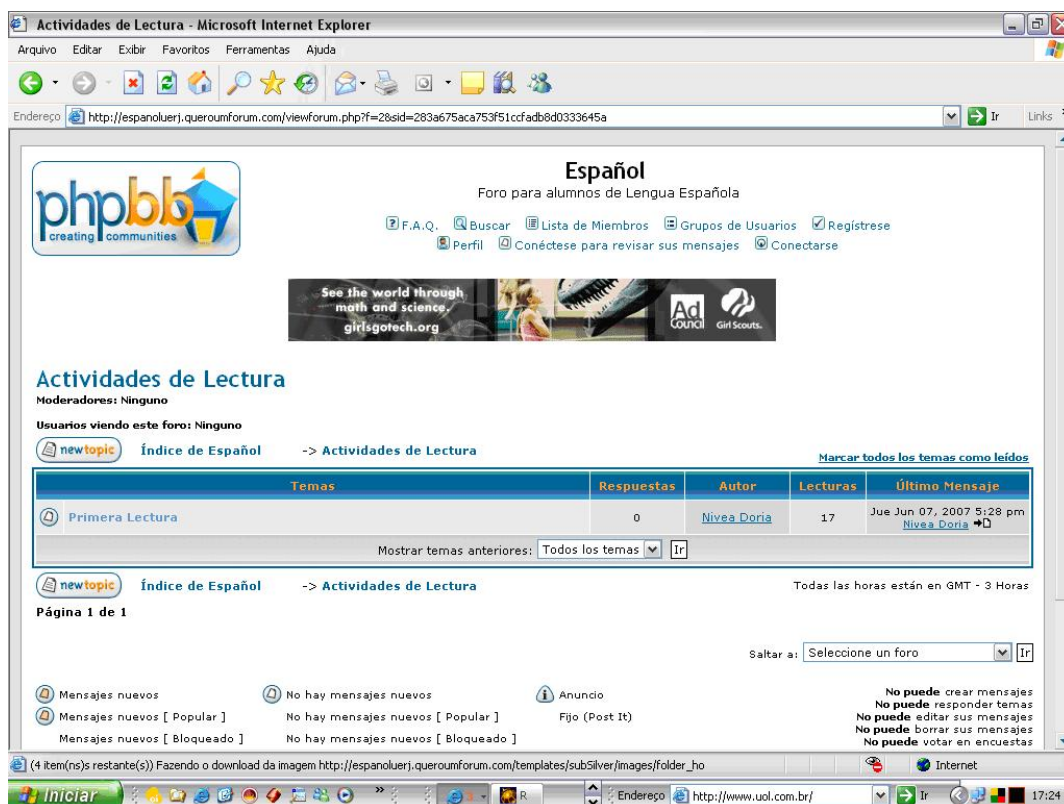 Actividades de Lectura - Microsoft Internet Explorer
Arquivo Editar Exibir Favoritos Ferramentas Ajuda
Endereço http://espanoluerj.queroumforum.com/viewforum.php?f=2&sid=283a675aca753f51ccfadb8d0333645a Ir Links
phpbb
creating communities
Español
Foro para alumnos de Lengua Española
F.A.Q. Buscar Lista de Miembros Grupos de Usuarios Regístrese
Perfil Conéctese para revisar sus mensajes Conectarse
See the world through
math and science.
girlsgotech.org
Ad
Council
Girl Scouts.
Actividades de Lectura
Moderadores: Ninguno
Usuarios viendo este foro: Ninguno
newtopic Índice de Español -> Actividades de Lectura
Marcar todos los temas como leídos
Temas Respuestas Autor Lecturas Último Mensaje
Primera Lectura 0 Nivea Doria 17 Jue Jun 07, 2007 5:28 pm
Nivea Doria
Mostrar temas anteriores: Todos los temas Ir
newtopic Índice de Español -> Actividades de Lectura Todas las horas están en GMT - 3 Horas
Página 1 de 1
Saltar a: Seleccione un foro Ir
Mensajes nuevos No hay mensajes nuevos Anuncio
Mensajes nuevos [ Popular ] No hay mensajes nuevos [ Popular ] Fijo (Post It)
Mensajes nuevos [ Bloqueado ] No hay mensajes nuevos [ Bloqueado ]
No puede crear mensajes
No puede responder temas
No puede editar sus mensajes
No puede borrar sus mensajes
No puede votar en encuestas
(4 item(ns)s restante(s)) Fazendo o download da imagem http://espanoluerj.queroumforum.com/templates/subSilver/images/folder_ho Internet
Iniciar R Endereço http://www.uol.com.br/ Ir 17:24